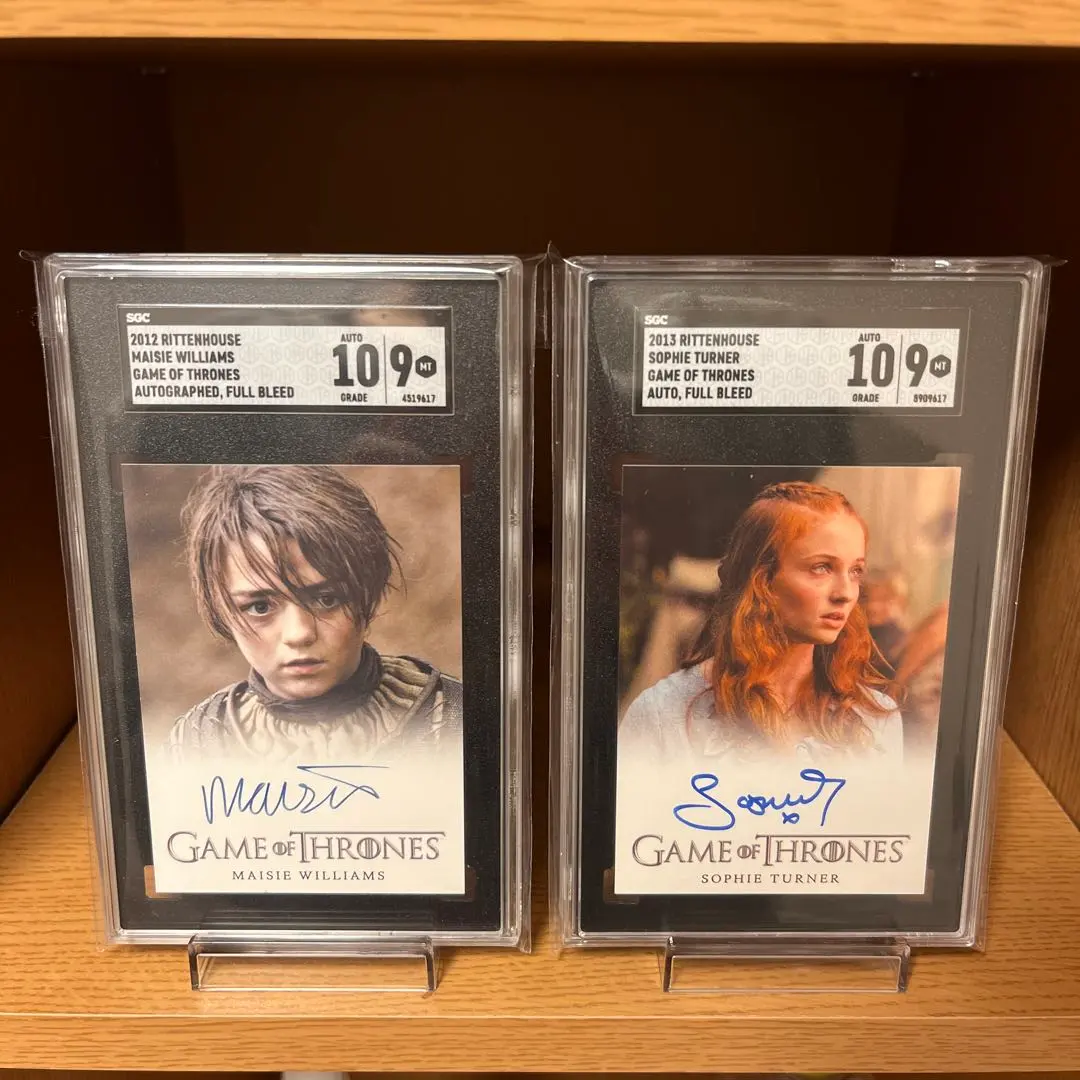 SGC
2012 RITTENHOUSE
MAISIE WILLIAMS
GAME OF THRONES
AUTOGRAPHED, FULL BLEED
AUTO
10
GRADE
9 MT
4519617
Maisie
GAME OF THRONES
MAISIE WILLIAMS
SGC
2013 RITTENHOUSE
SOPHIE TURNER
GAME OF THRONES
AUTO, FULL BLEED
AUTO
10
GRADE
9 MT
8909617
GAME OF THRONES
SOPHIE TURNER